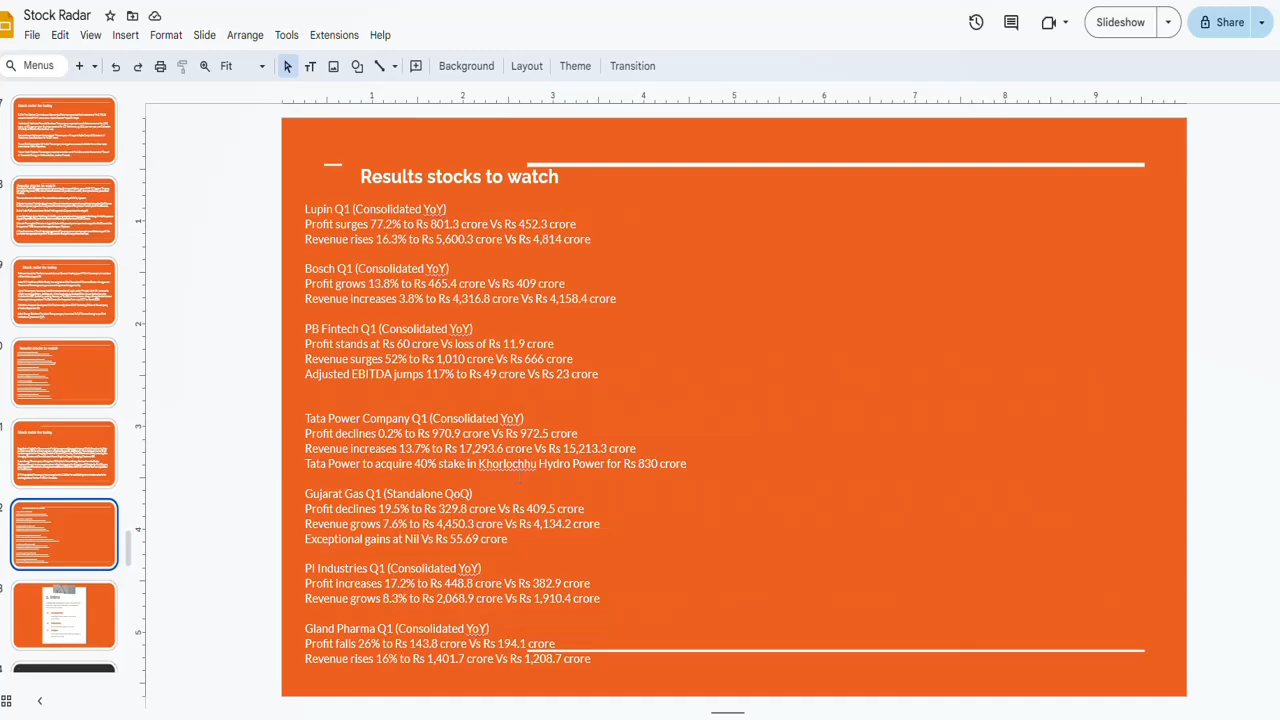 Stock Radar
File Edit View Insert Format Slide Arrange Tools Extensions Help
Slideshow
Share
Menus
Fit
Background Layout Theme Transition
1 2 3 4 5 6 7 8 9
Results stocks to watch
Lupin Q1 (Consolidated YoY)
Profit surges 77.2% to Rs 801.3 crore Vs Rs 452.3 crore
Revenue rises 16.3% to Rs 5,600.3 crore Vs Rs 4,814 crore
Bosch Q1 (Consolidated YoY)
Profit grows 13.8% to Rs 465.4 crore Vs Rs 409 crore
Revenue increases 3.8% to Rs 4,316.8 crore Vs Rs 4,158.4 crore
PB Fintech Q1 (Consolidated YoY)
Profit stands at Rs 60 crore Vs loss of Rs 11.9 crore
Revenue surges 52% to Rs 1,010 crore Vs Rs 666 crore
Adjusted EBITDA jumps 117% to Rs 49 crore Vs Rs 23 crore
Tata Power Company Q1 (Consolidated YoY)
Profit declines 0.2% to Rs 970.9 crore Vs Rs 972.5 crore
Revenue increases 13.7% to Rs 17,293.6 crore Vs Rs 15,213.3 crore
Tata Power to acquire 40% stake in Khorlochhu Hydro Power for Rs 830 crore
Gujarat Gas Q1 (Standalone QoQ)
Profit declines 19.5% to Rs 329.8 crore Vs Rs 409.5 crore
Revenue grows 7.6% to Rs 4,450.3 crore Vs Rs 4,134.2 crore
Exceptional gains at Nil Vs Rs 55.69 crore
PI Industries Q1 (Consolidated YoY)
Profit increases 17.2% to Rs 448.8 crore Vs Rs 382.9 crore
Revenue grows 8.3% to Rs 2,068.9 crore Vs Rs 1,910.4 crore
Gland Pharma Q1 (Consolidated YoY)
Profit falls 26% to Rs 143.8 crore Vs Rs 194.1 crore
Revenue rises 16% to Rs 1,401.7 crore Vs Rs 1,208.7 crore